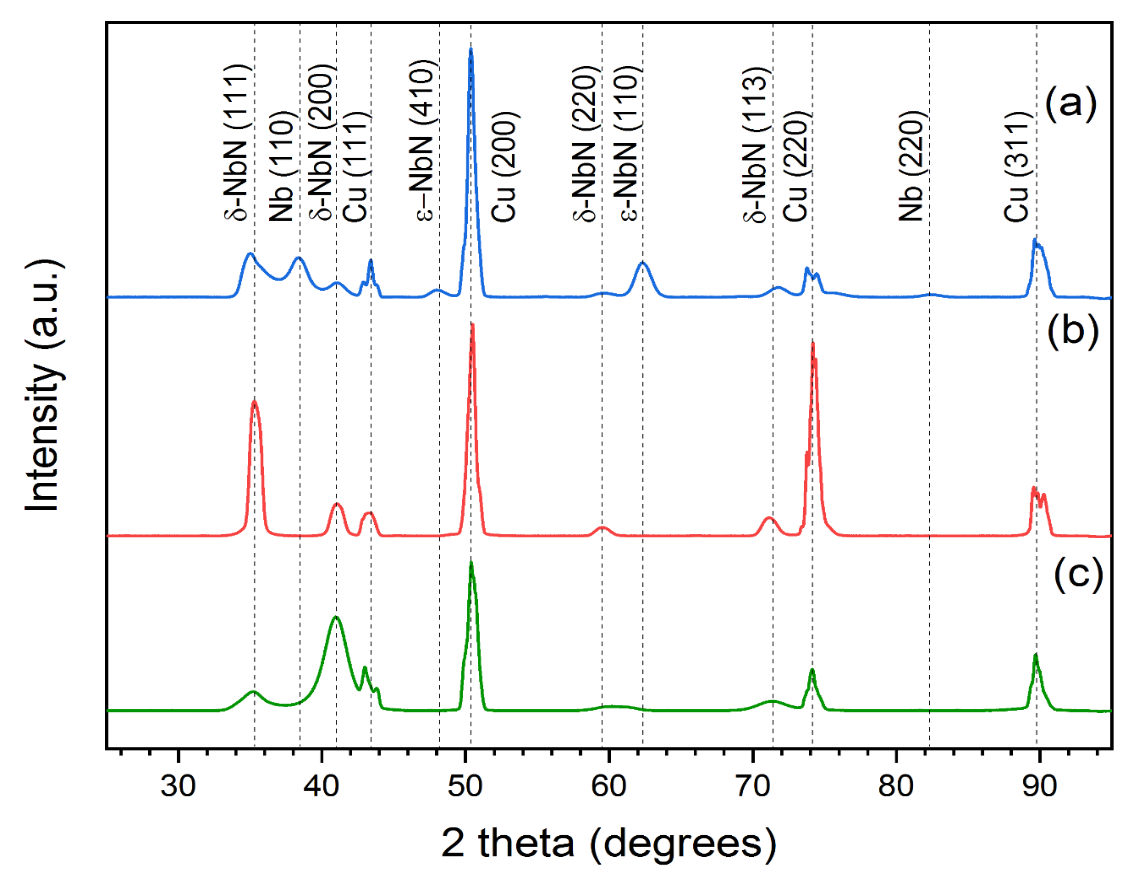 δ-NbN (111)
Nb (110)
δ-NbN (200)
Cu (111)
ε−NbN (410)
Cu (200)
δ-NbN (220)
ε-NbN (110)
δ-NbN (113)
Cu (220)
Nb (220)
Cu (311)
(a)
(b)
(c)
Intensity (a.u.)
30 40 50 60 70 80 90
2 theta (degrees)